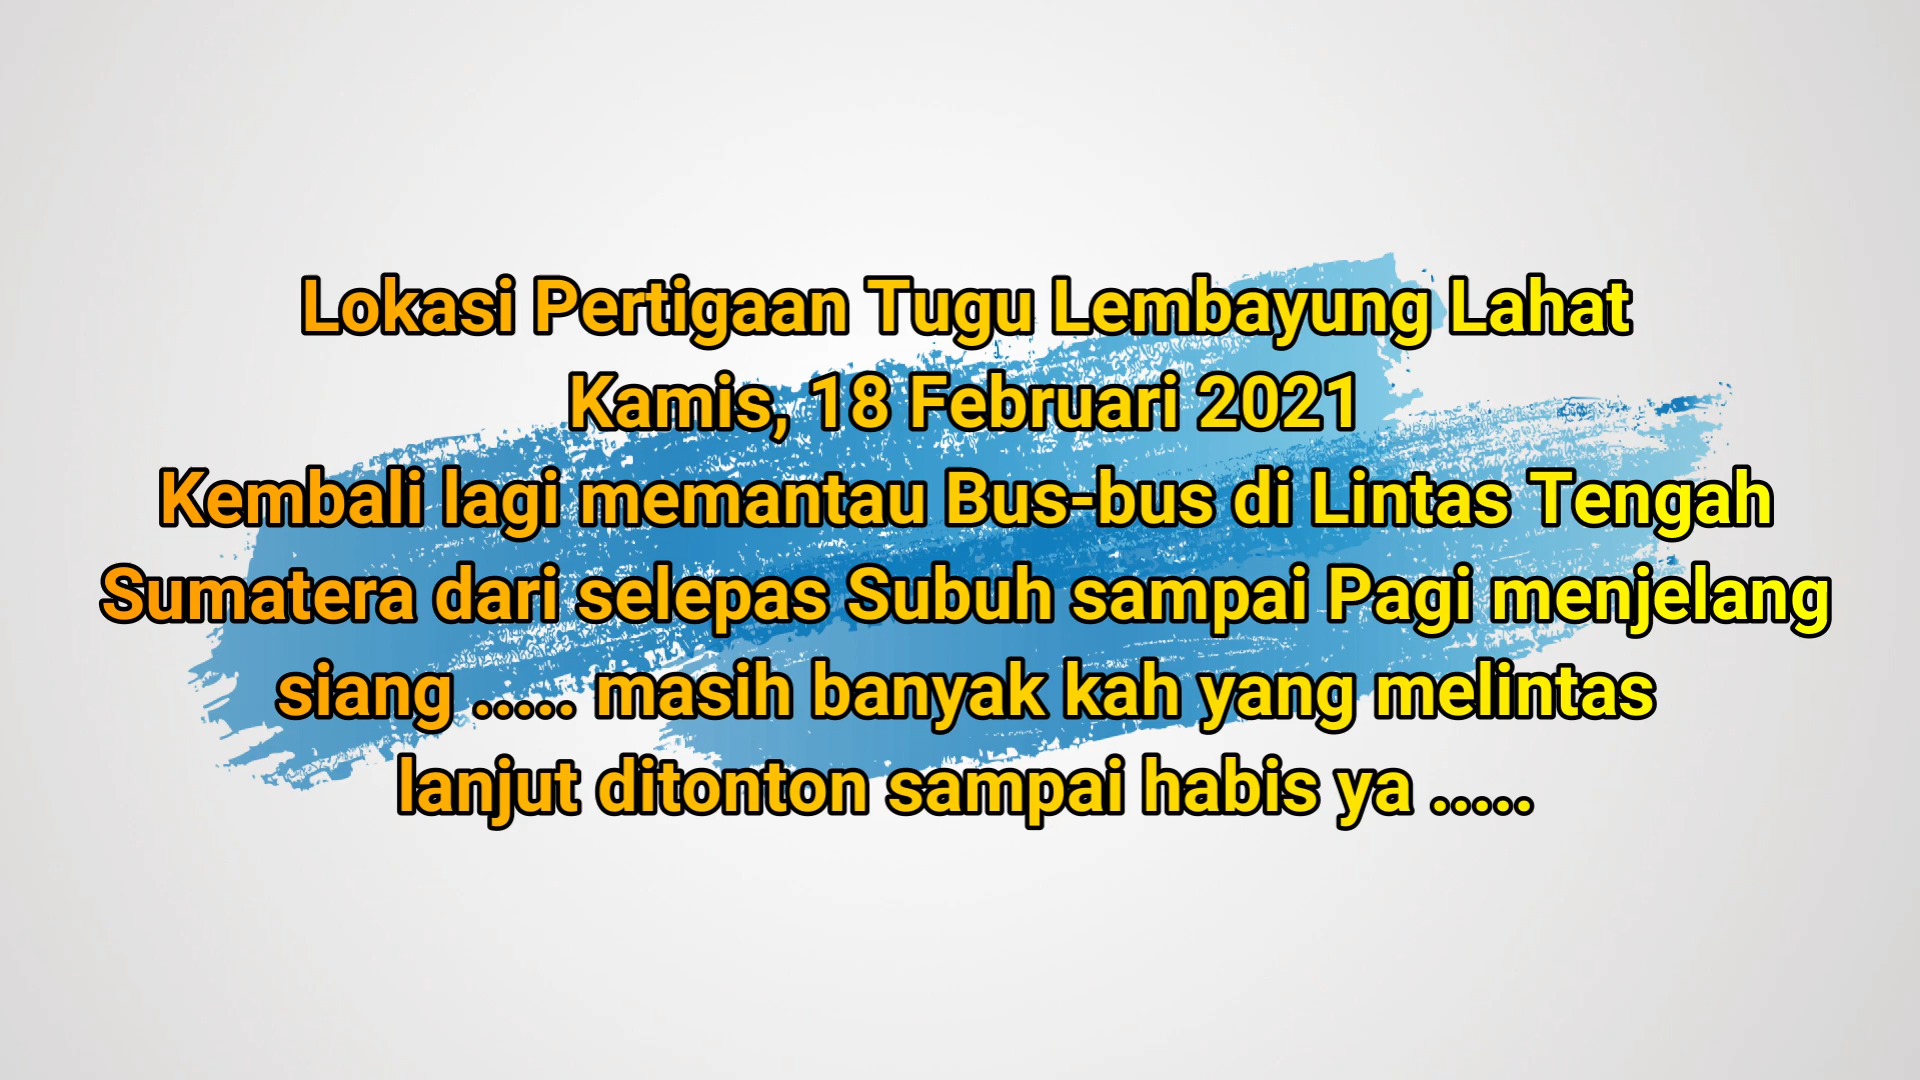 Lokasi Pertigaan Tugu Lembayung Lahat
Kamis, 18 Februari 2021
Kembali lagi memantau Bus-bus di Lintas Tengah
Sumatera dari selepas Subuh sampai Pagi menjelang
siang ..... masih banyak kah yang melintas
lanjut ditonton sampai habis ya .....